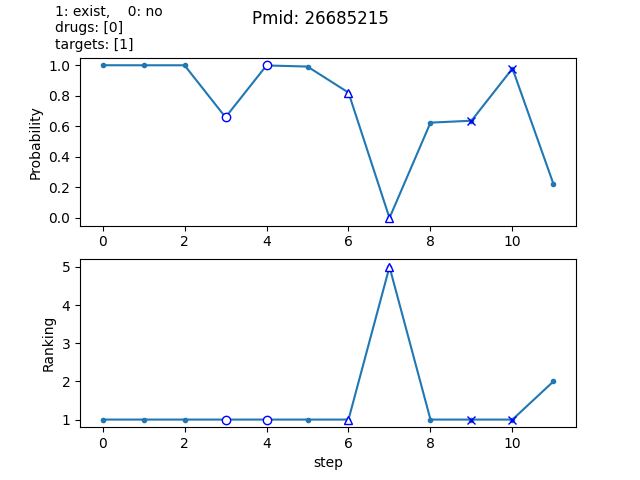 1: exist,    0: no
drugs: [0]
targets: [1]
Pmid: 26685215
1.0
0.8
0.6
0.4
0.2
0.0
Probability
0 2 4 6 8 10
5
4
3
2
1
Ranking
0 2 4 6 8 10
step